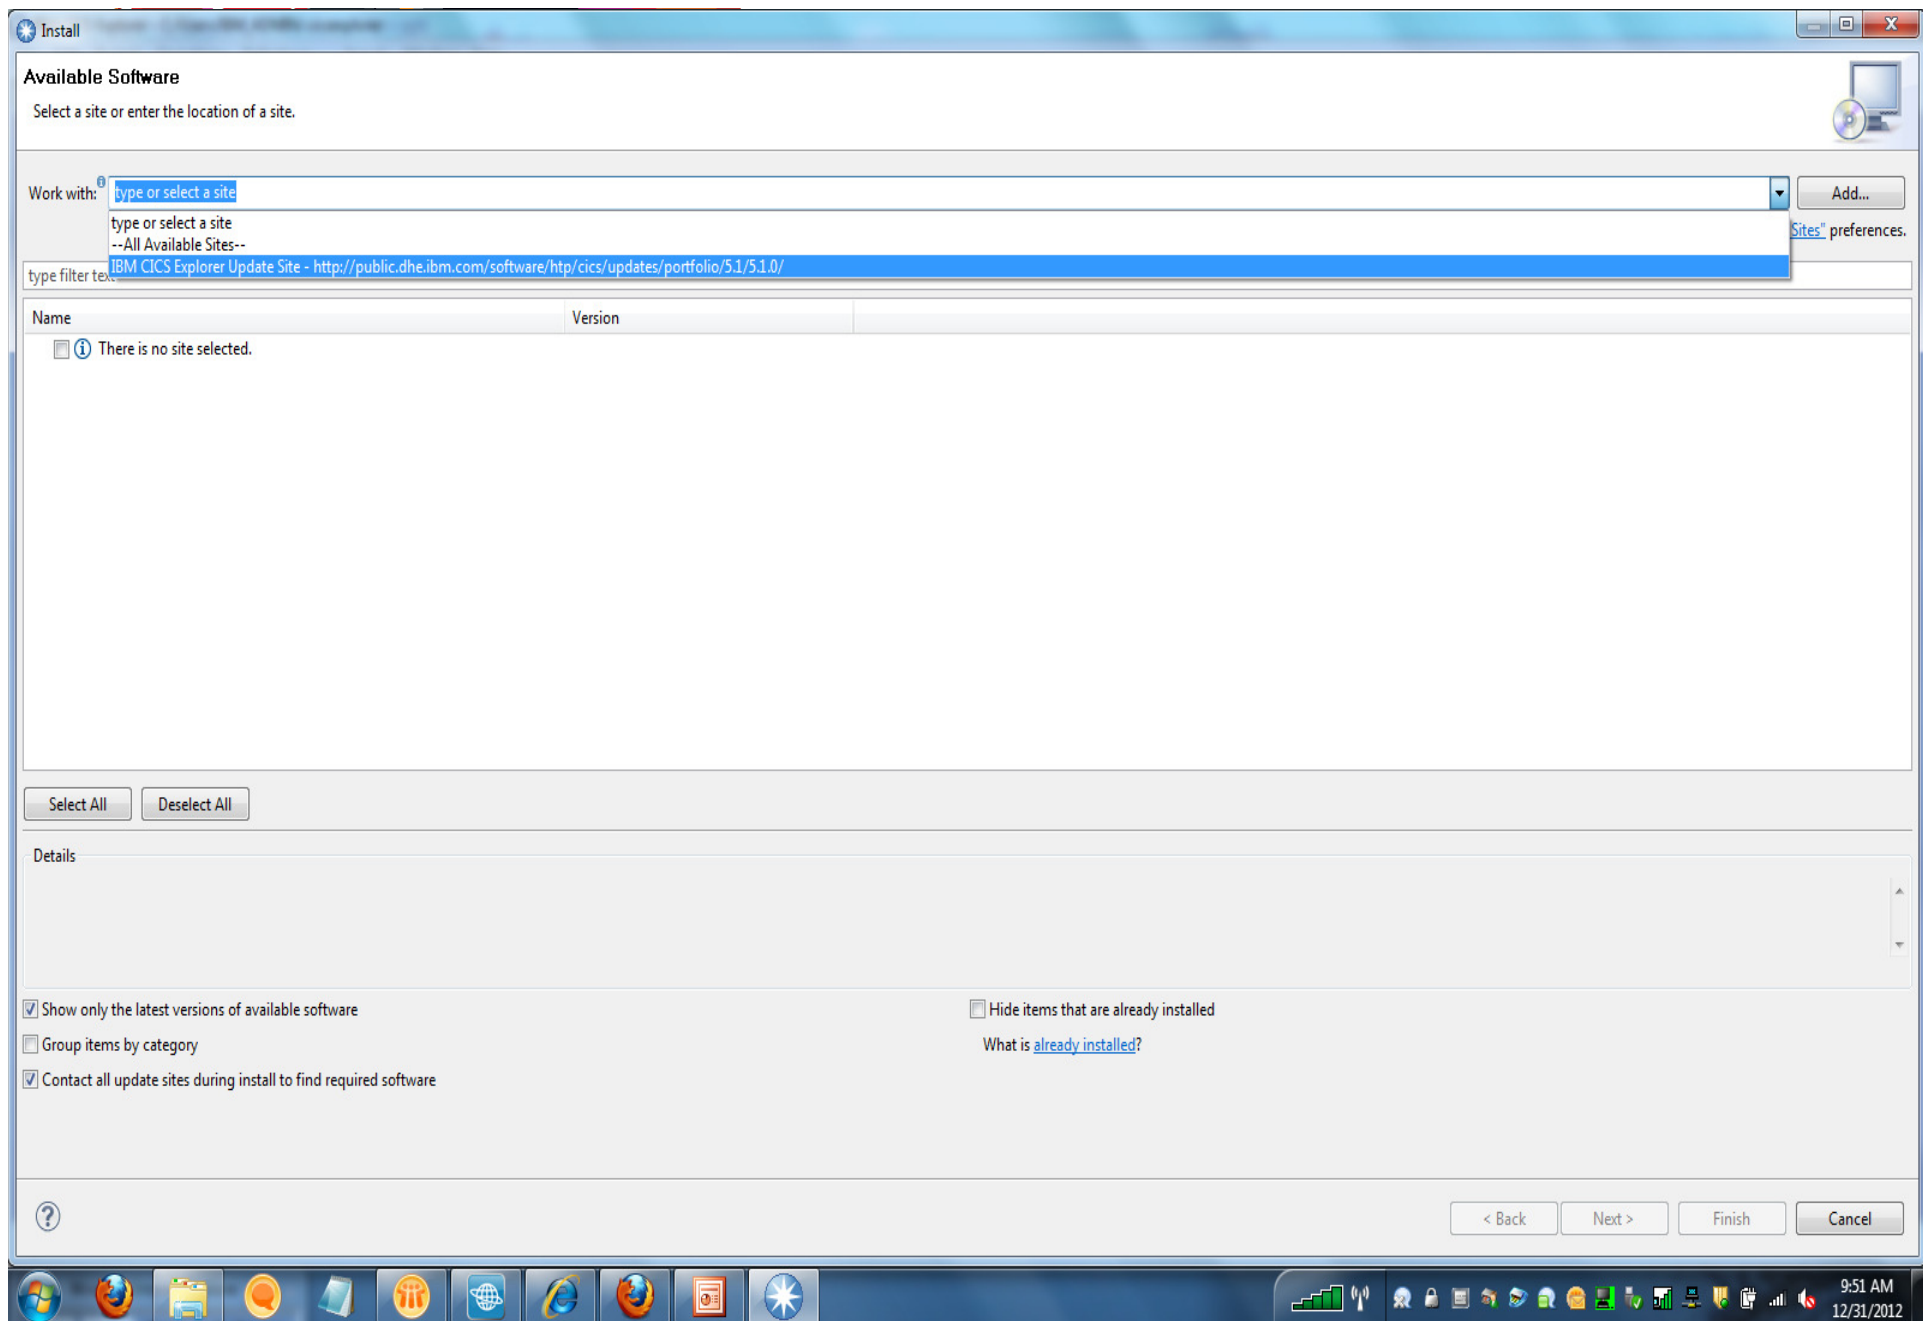 Install
Available Software
Select a site or enter the location of a site.
Work with: type or select a site Add...
type or select a site
--All Available Sites--
Sites" preferences.
IBM CICS Explorer Update Site - http://public.dhe.ibm.com/software/htp/cics/updates/portfolio/5.1/5.1.0/
type filter text
Name Version
There is no site selected.
Select All Deselect All
Details
Show only the latest versions of available software Hide items that are already installed
Group items by category What is already installed?
Contact all update sites during install to find required software
< Back Next > Finish Cancel
9:51 AM
12/31/2012